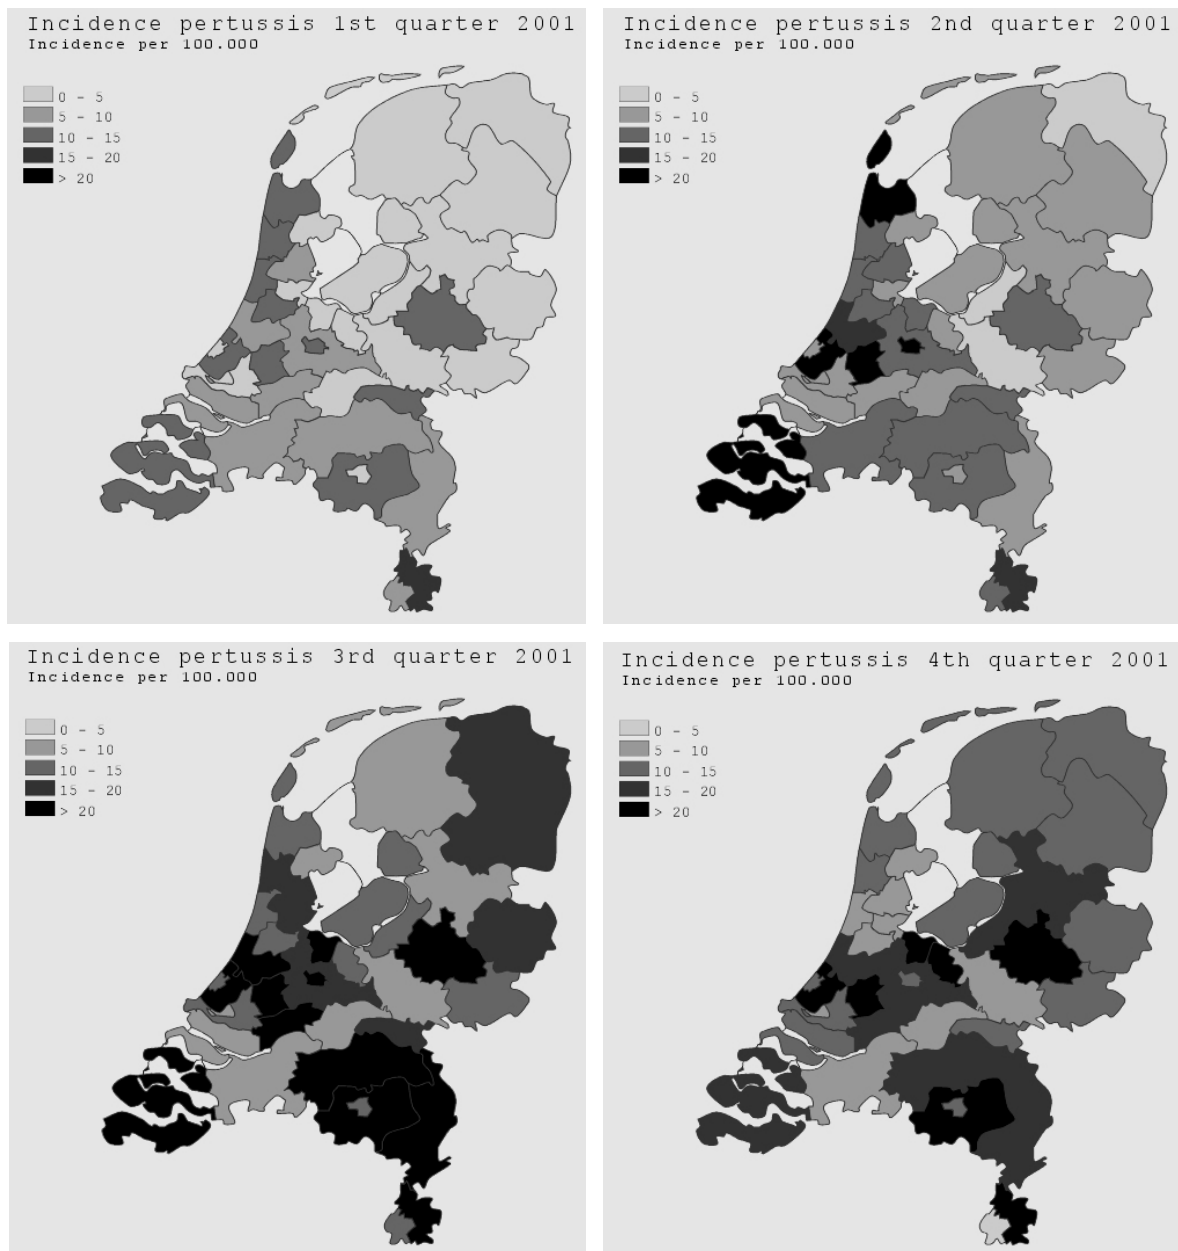 Incidence pertussis 1st quarter 2001
Incidence per 100.000
0 - 5
5 - 10
10 - 15
15 - 20
> 20
Incidence pertussis 2nd quarter 2001
Incidence per 100.000
0 - 5
5 - 10
10 - 15
15 - 20
> 20
Incidence pertussis 3rd quarter 2001
Incidence per 100.000
0 - 5
5 - 10
10 - 15
15 - 20
> 20
Incidence pertussis 4th quarter 2001
Incidence per 100.000
0 - 5
5 - 10
10 - 15
15 - 20
> 20